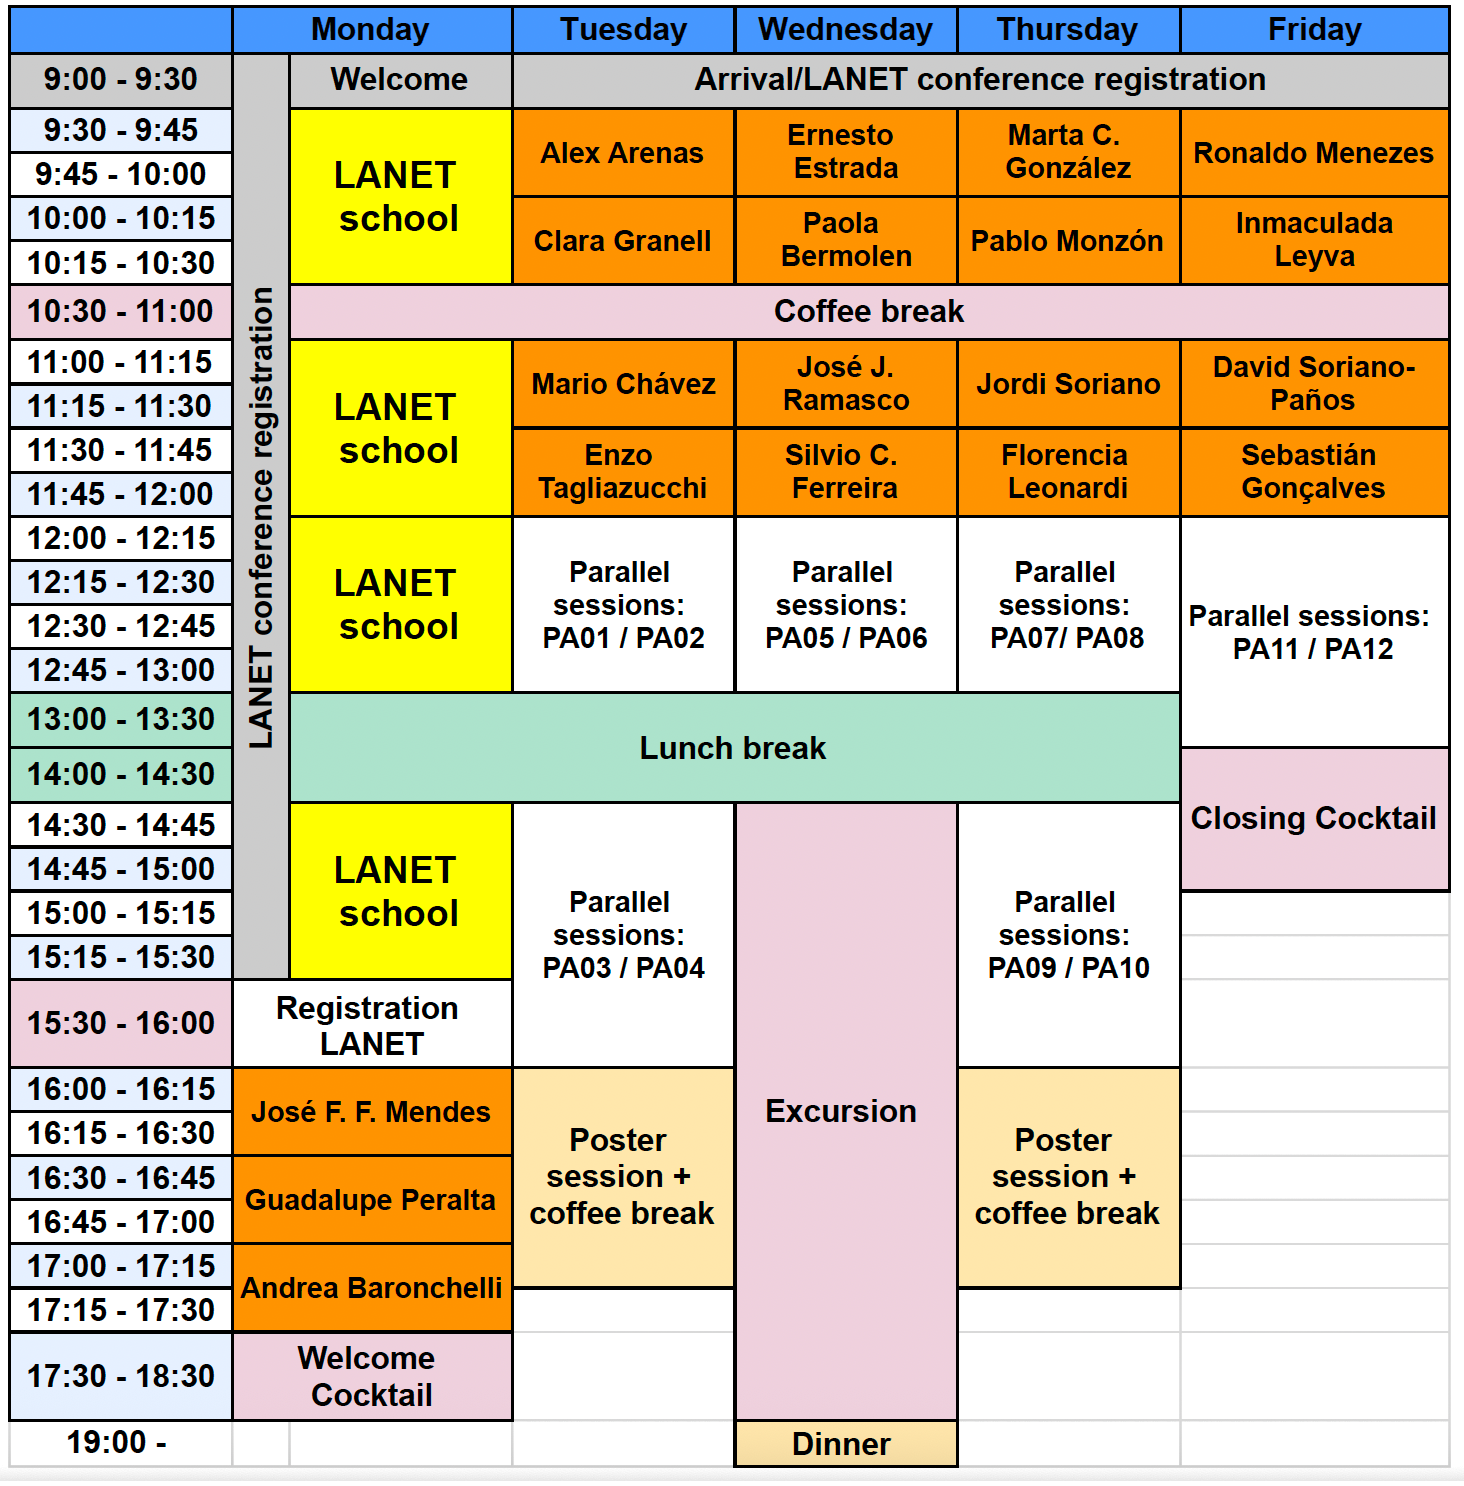 Monday Tuesday Wednesday Thursday Friday
9:00 - 9:30 Welcome Arrival/LANET conference registration
LANET conference registration
9:30 - 9:45
9:45 - 10:00
LANET
school
Alex Arenas
Ernesto
Estrada
Marta C.
González
Ronaldo Menezes
10:00 - 10:15
10:15 - 10:30
Clara Granell
Paola
Bermolen
Pablo Monzón
Inmaculada
Leyva
10:30 - 11:00 Coffee break
11:00 - 11:15
11:15 - 11:30
LANET
school
Mario Chávez
José J.
Ramasco
Jordi Soriano
David Soriano-
Paños
11:30 - 11:45
11:45 - 12:00
Enzo
Tagliazucchi
Silvio C.
Ferreira
Florencia
Leonardi
Sebastián
Gonçalves
12:00 - 12:15
12:15 - 12:30
12:30 - 12:45
12:45 - 13:00
LANET
school
Parallel
sessions:
PA01 / PA02
Parallel
sessions:
PA05 / PA06
Parallel
sessions:
PA07/ PA08
Parallel sessions:
PA11 / PA12
13:00 - 13:30
14:00 - 14:30
Lunch break
Closing Cocktail
14:30 - 14:45
14:45 - 15:00
15:00 - 15:15
15:15 - 15:30
LANET
school
Parallel
sessions:
PA03 / PA04
Excursion
Parallel
sessions:
PA09 / PA10
15:30 - 16:00
Registration
LANET
16:00 - 16:15
16:15 - 16:30
José F. F. Mendes
Poster
session +
coffee break
Poster
session +
coffee break
16:30 - 16:45
16:45 - 17:00
Guadalupe Peralta
17:00 - 17:15
17:15 - 17:30
Andrea Baronchelli
17:30 - 18:30
Welcome
Cocktail
19:00 - Dinner